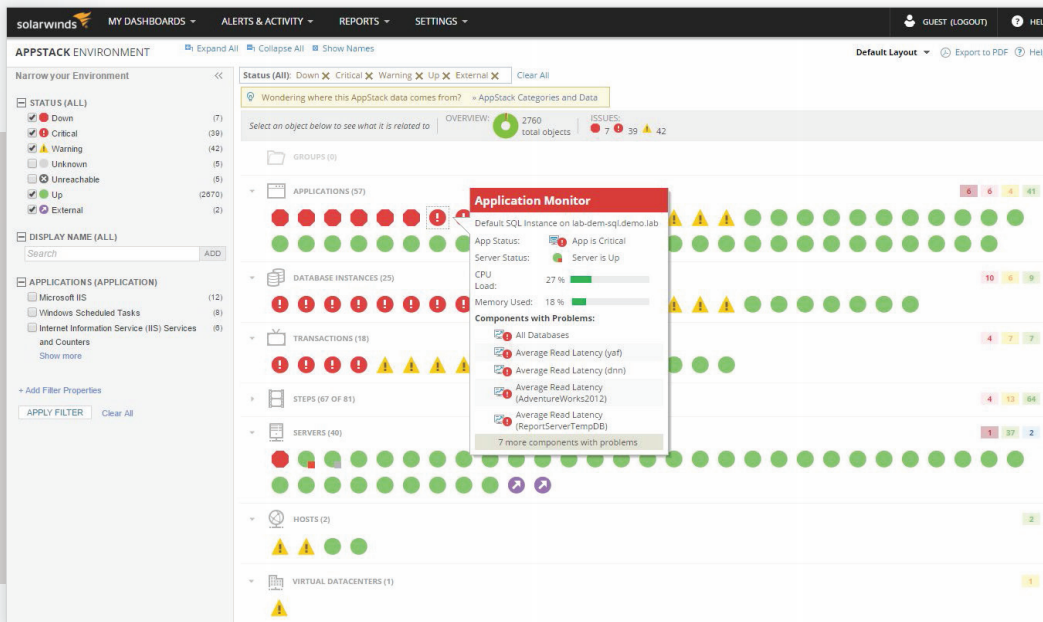 solarwinds
MY DASHBOARDS
ALERTS & ACTIVITY
REPORTS
SETTINGS
GUEST (LOGOUT)
HEL
APPSTACK ENVIRONMENT
Expand All
Collapse All
Show Names
Default Layout
Export to PDF
Hel
Narrow your Environment
Status (All): Down Critical Warning Up External
Clear All
Wondering where this AppStack data comes from? » AppStack Categories and Data
STATUS (ALL)
Down (7)
Critical (39)
Warning (42)
Unknown (5)
Unreachable (5)
Up (2670)
External (2)
DISPLAY NAME (ALL)
Search
ADD
APPLICATIONS (APPLICATION)
Microsoft IIS (12)
Windows Scheduled Tasks (8)
Internet Information Service (IIS) Services (6)
and Counters
Show more
+ Add Filter Properties
APPLY FILTER
Clear All
Select an object below to see what it is related to
OVERVIEW:
2760
total objects
ISSUES:
7 39 42
GROUPS (0)
APPLICATIONS (57)
6 6 4 41
DATABASE INSTANCES (25)
10 6 9
TRANSACTIONS (18)
4 7 7
STEPS (67 OF 81)
4 13 64
SERVERS (40)
1 37 2
HOSTS (2)
2
VIRTUAL DATACENTERS (1)
1
Application Monitor
Default SQL Instance on lab-dem-sql.demo.lab
App Status: App is Critical
Server Status: Server is Up
CPU
Load: 27 %
Memory Used: 18 %
Components with Problems:
All Databases
Average Read Latency (yaf)
Average Read Latency (dnn)
Average Read Latency
(AdventureWorks2012)
Average Read Latency
(ReportServerTempDB)
7 more components with problems